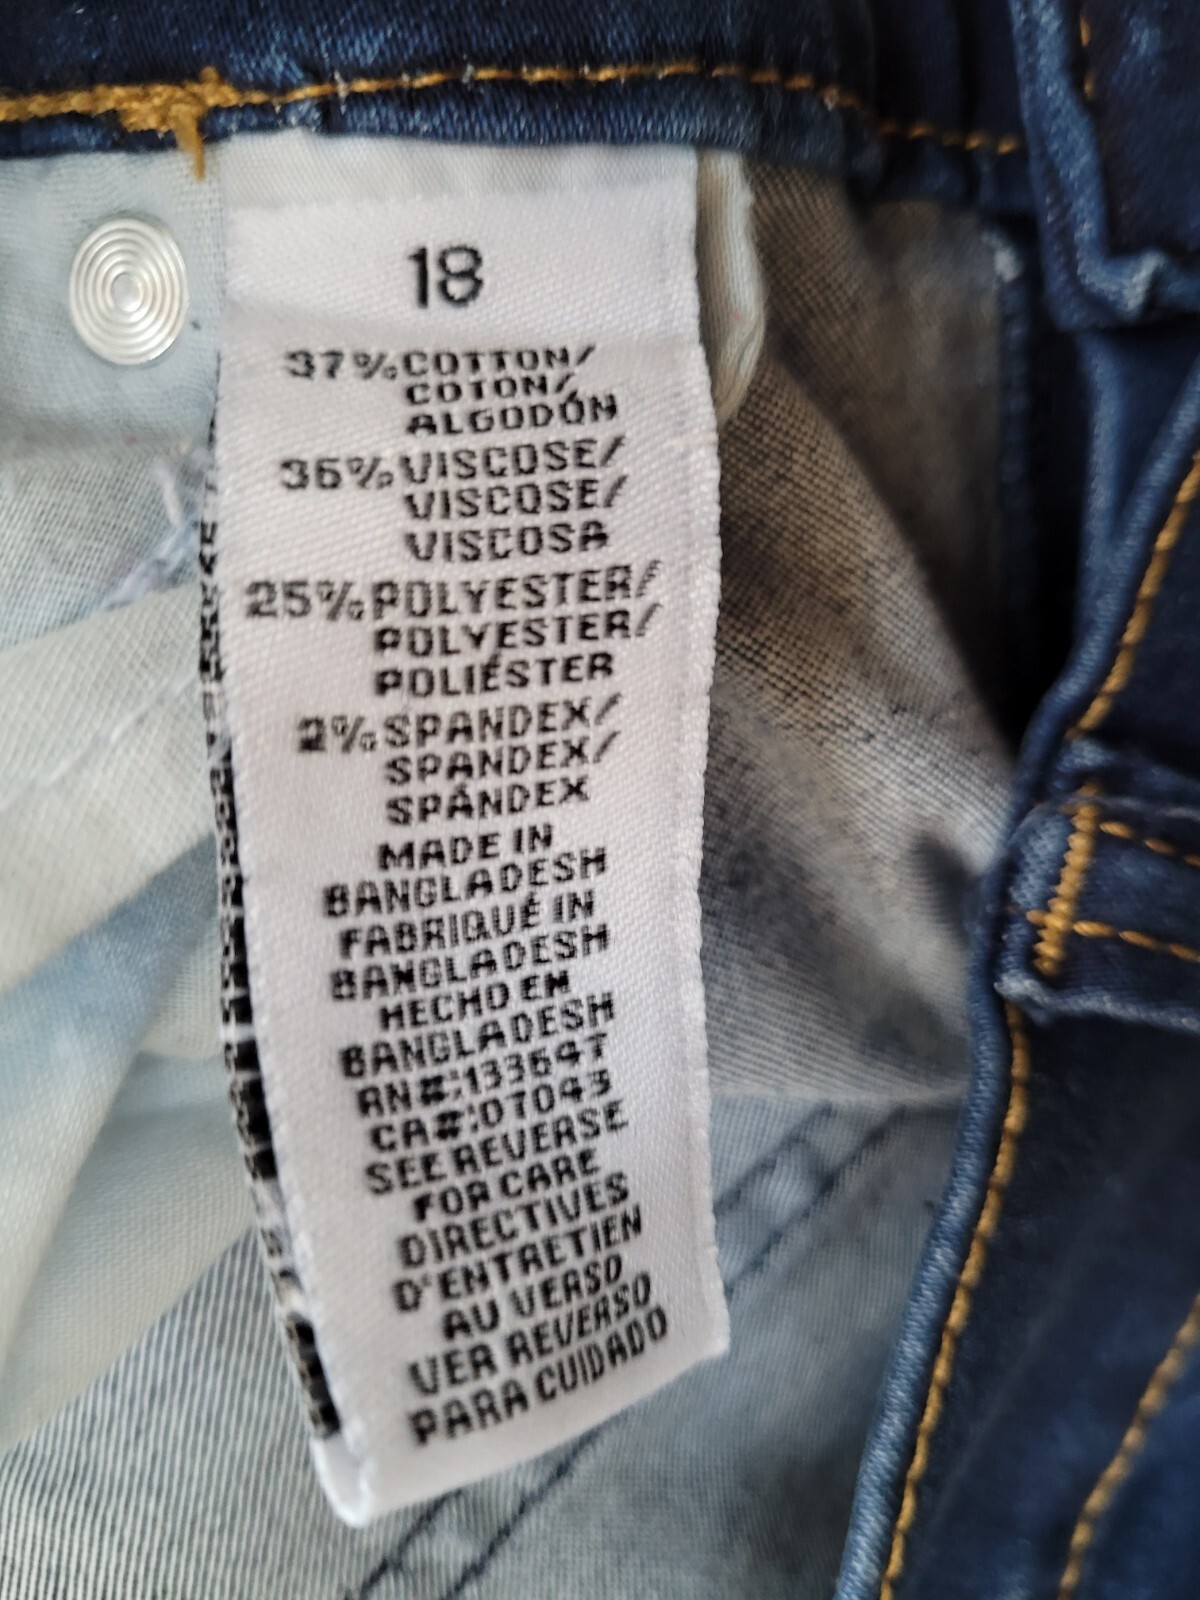 18
37% COTTON/
COTON/
ALGODÓN
36% VISCOSE/
VISCOSE/
VISCOSA
25% POLYESTER/
POLYESTER/
POLIÉSTER
2% SPANDEX/
SPANDEX/
SPÁNDEX
MADE IN
BANGLADESH
FABRIQUÉ IN
BANGLADESH
HECHO EN
BANGLADESH
RN#:133647
CA#:07043
SEE REVERSE
FOR CARE
DIRECTIVES
D'ENTRETIEN
AU VERSO
VER REVERSO
PARA CUIDADO